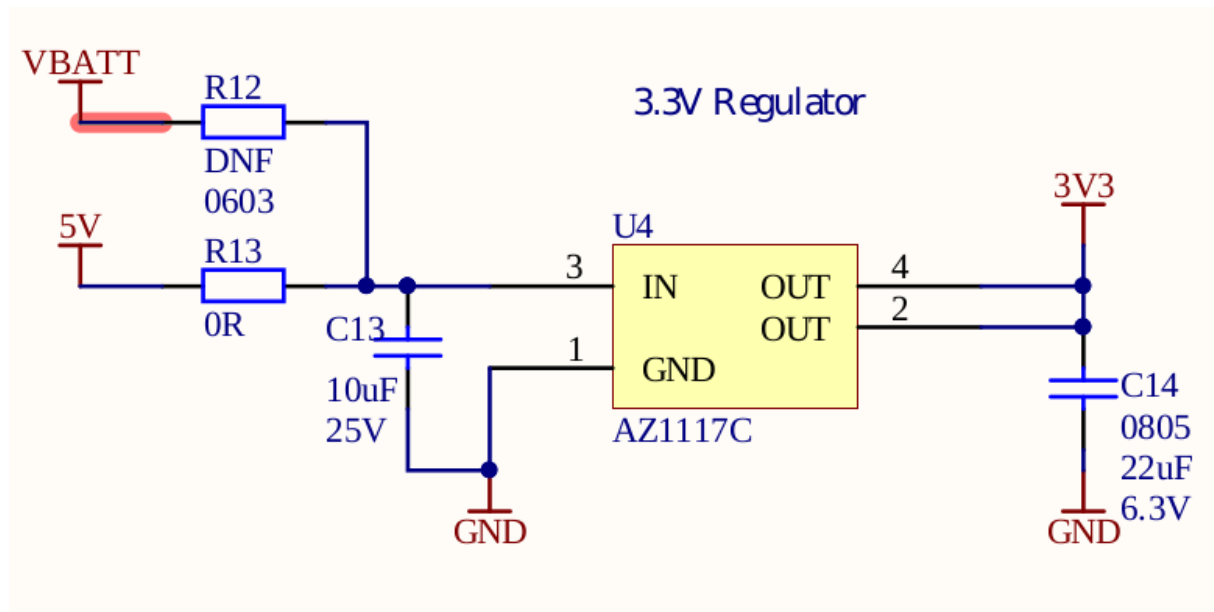 VBATT
R12
DNF
0603
3.3V Regulator
5V
R13
0R
C13
10uF
25V
U4
3
IN
OUT
4
OUT
2
1
GND
AZ1117C
GND
3V3
C14
0805
22uF
6.3V
GND